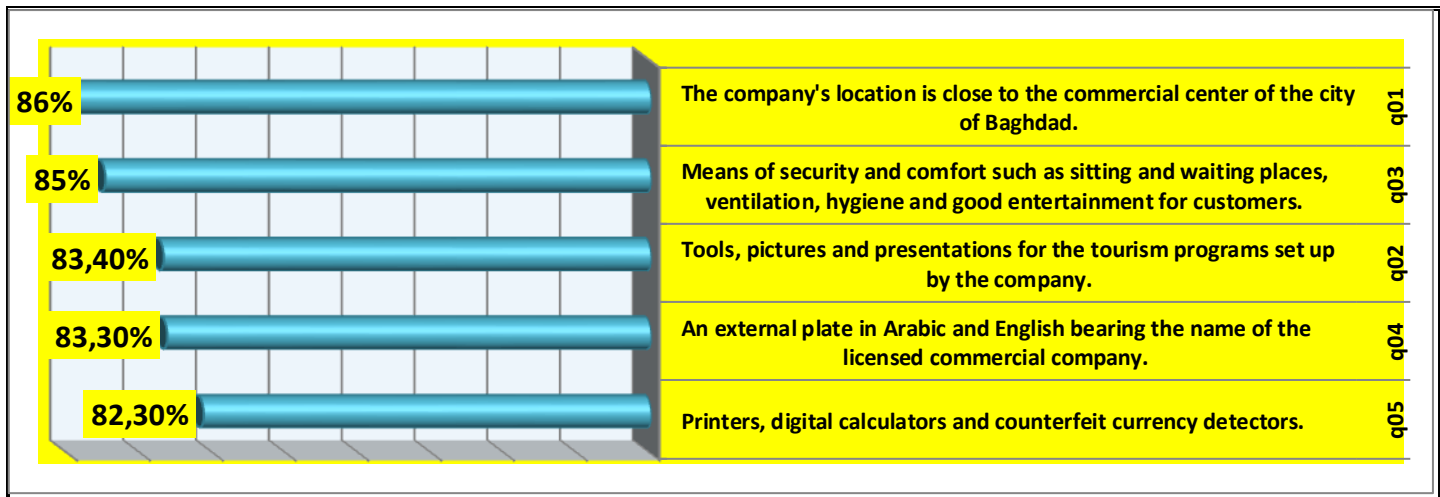 86%
The company's location is close to the commercial center of the city
of Baghdad.
q01
85%
Means of security and comfort such as sitting and waiting places,
ventilation, hygiene and good entertainment for customers.
q03
83,40%
Tools, pictures and presentations for the tourism programs set up
by the company.
q02
83,30%
An external plate in Arabic and English bearing the name of the
licensed commercial company.
q04
82,30%
Printers, digital calculators and counterfeit currency detectors.
q05